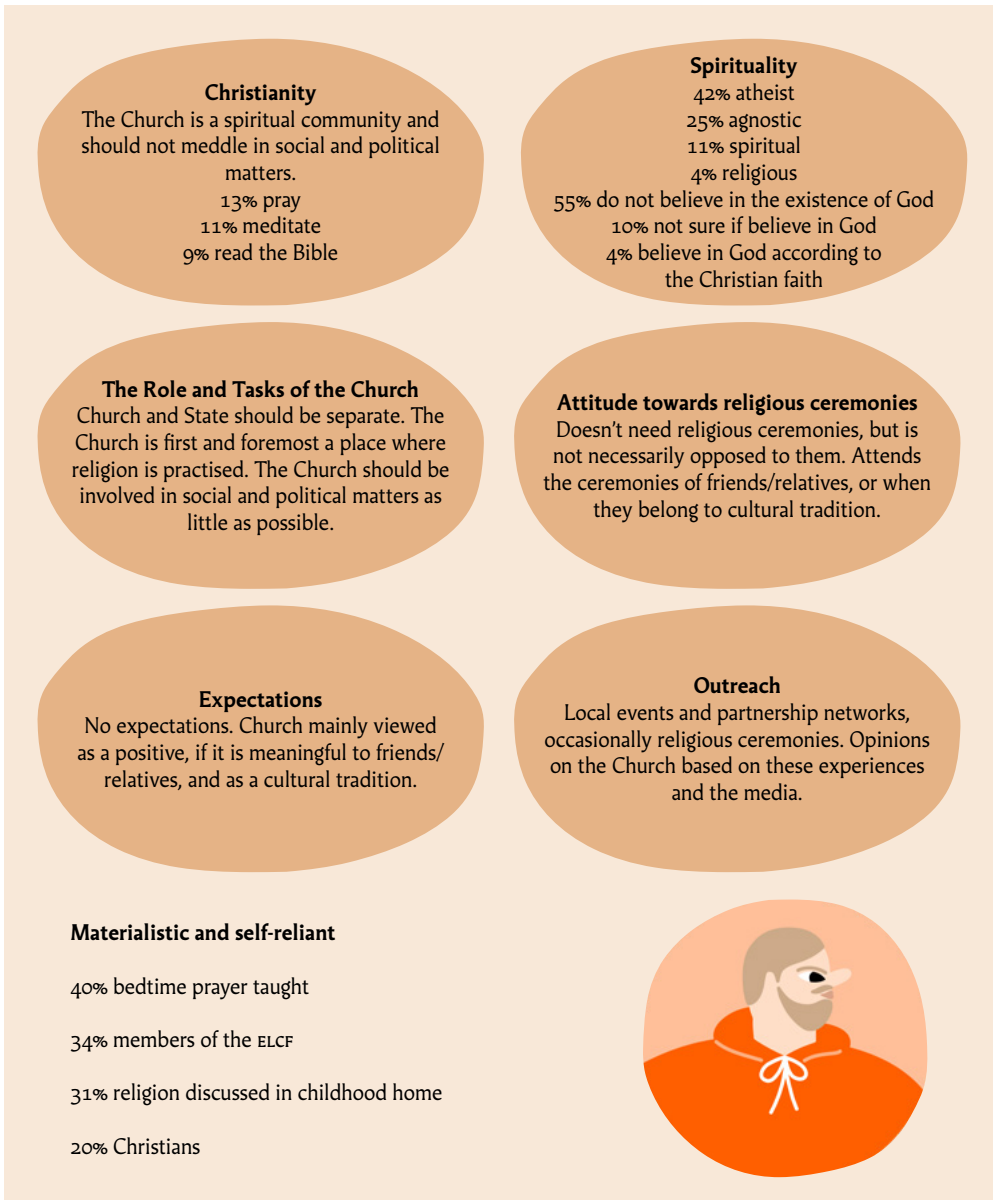 Christianity
The Church is a spiritual community and
should not meddle in social and political
matters.
13% pray
11% meditate
9% read the Bible
Spirituality
42% atheist
25% agnostic
11% spiritual
4% religious
55% do not believe in the existence of God
10% not sure if believe in God
4% believe in God according to
the Christian faith
The Role and Tasks of the Church
Church and State should be separate. The
Church is first and foremost a place where
religion is practised. The Church should be
involved in social and political matters as
little as possible.
Attitude towards religious ceremonies
Doesn’t need religious ceremonies, but is
not necessarily opposed to them. Attends
the ceremonies of friends/relatives, or when
they belong to cultural tradition.
Expectations
No expectations. Church mainly viewed
as a positive, if it is meaningful to friends/
relatives, and as a cultural tradition.
Outreach
Local events and partnership networks,
occasionally religious ceremonies. Opinions
on the Church based on these experiences
and the media.
Materialistic and self-reliant
40% bedtime prayer taught
34% members of the ELCF
31% religion discussed in childhood home
20% Christians